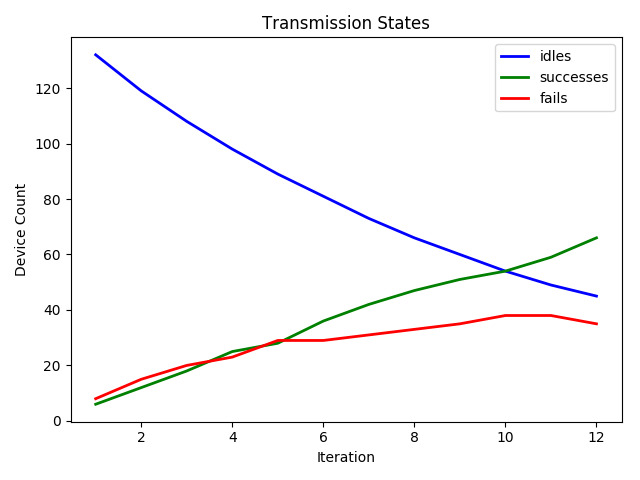 Transmission States
idles
successes
fails
Device Count
120
100
80
60
40
20
0
2 4 6 8 10 12
Iteration